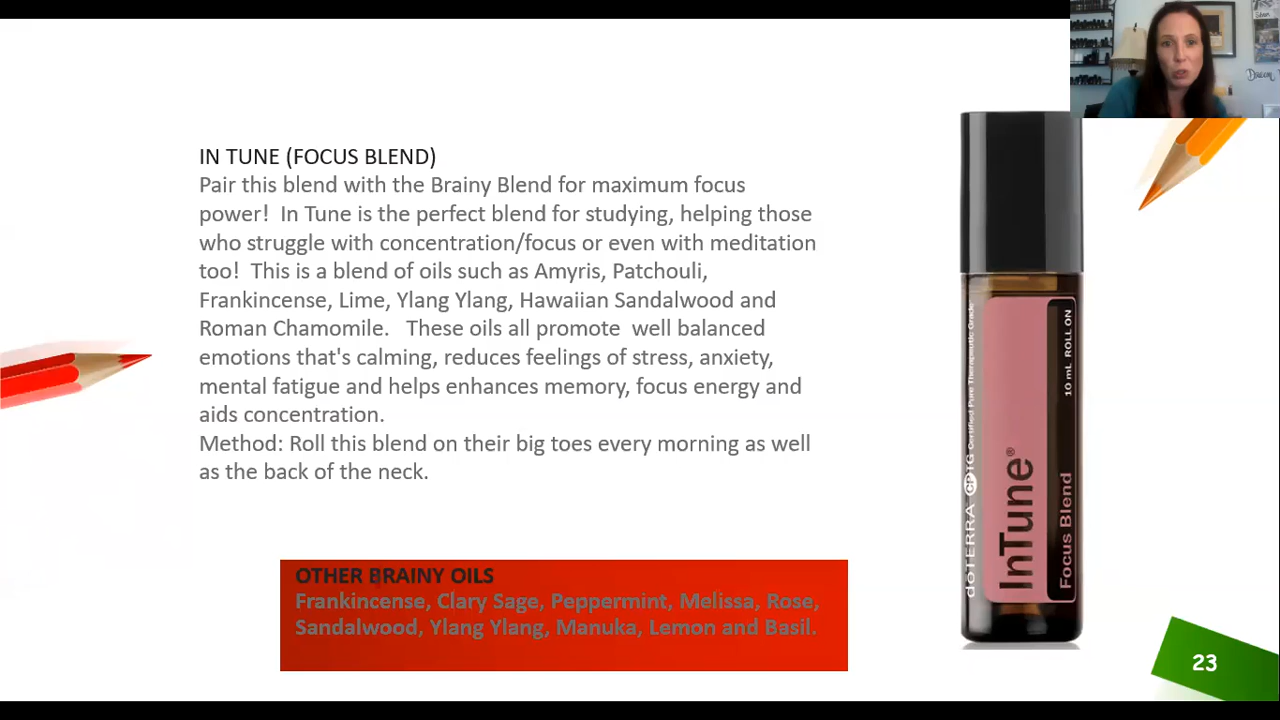 IN TUNE (FOCUS BLEND)
Pair this blend with the Brainy Blend for maximum focus
power!  In Tune is the perfect blend for studying, helping those
who struggle with concentration/focus or even with meditation
too!  This is a blend of oils such as Amyris, Patchouli,
Frankincense, Lime, Ylang Ylang, Hawaiian Sandalwood and
Roman Chamomile.   These oils all promote  well balanced
emotions that's calming, reduces feelings of stress, anxiety,
mental fatigue and helps enhances memory, focus energy and
aids concentration.
Method: Roll this blend on their big toes every morning as well
as the back of the neck.
OTHER BRAINY OILS
Frankincense, Clary Sage, Peppermint, Melissa, Rose,
Sandalwood, Ylang Ylang, Manuka, Lemon and Basil.
dōTERRA CPTG Certified Pure Therapeutic Grade
InTune®
Focus Blend
10 mL ROLL ON
23